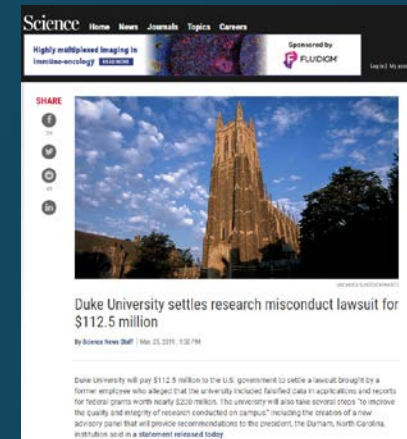 Science Home News Journals Topics Careers
Highly multiplexed imaging in
immuno-oncology READ MORE
Sponsored by
FLUIDIGM
SHARE
Duke University settles research misconduct lawsuit for
$112.5 million
By Science News Staff | Mar. 25, 2019,
Duke University will pay $112.5 million to the U.S. government to settle a lawsuit brought by a
former employee who alleged that the university included falsified data in applications and reports
for federal grants worth nearly $200 million. The university will also take several steps "to improve
the quality and integrity of research conducted on campus," including the creation of a new
advisory panel that will provide recommendations to the president, the Durham, North Carolina,
institution said in a statement released today.